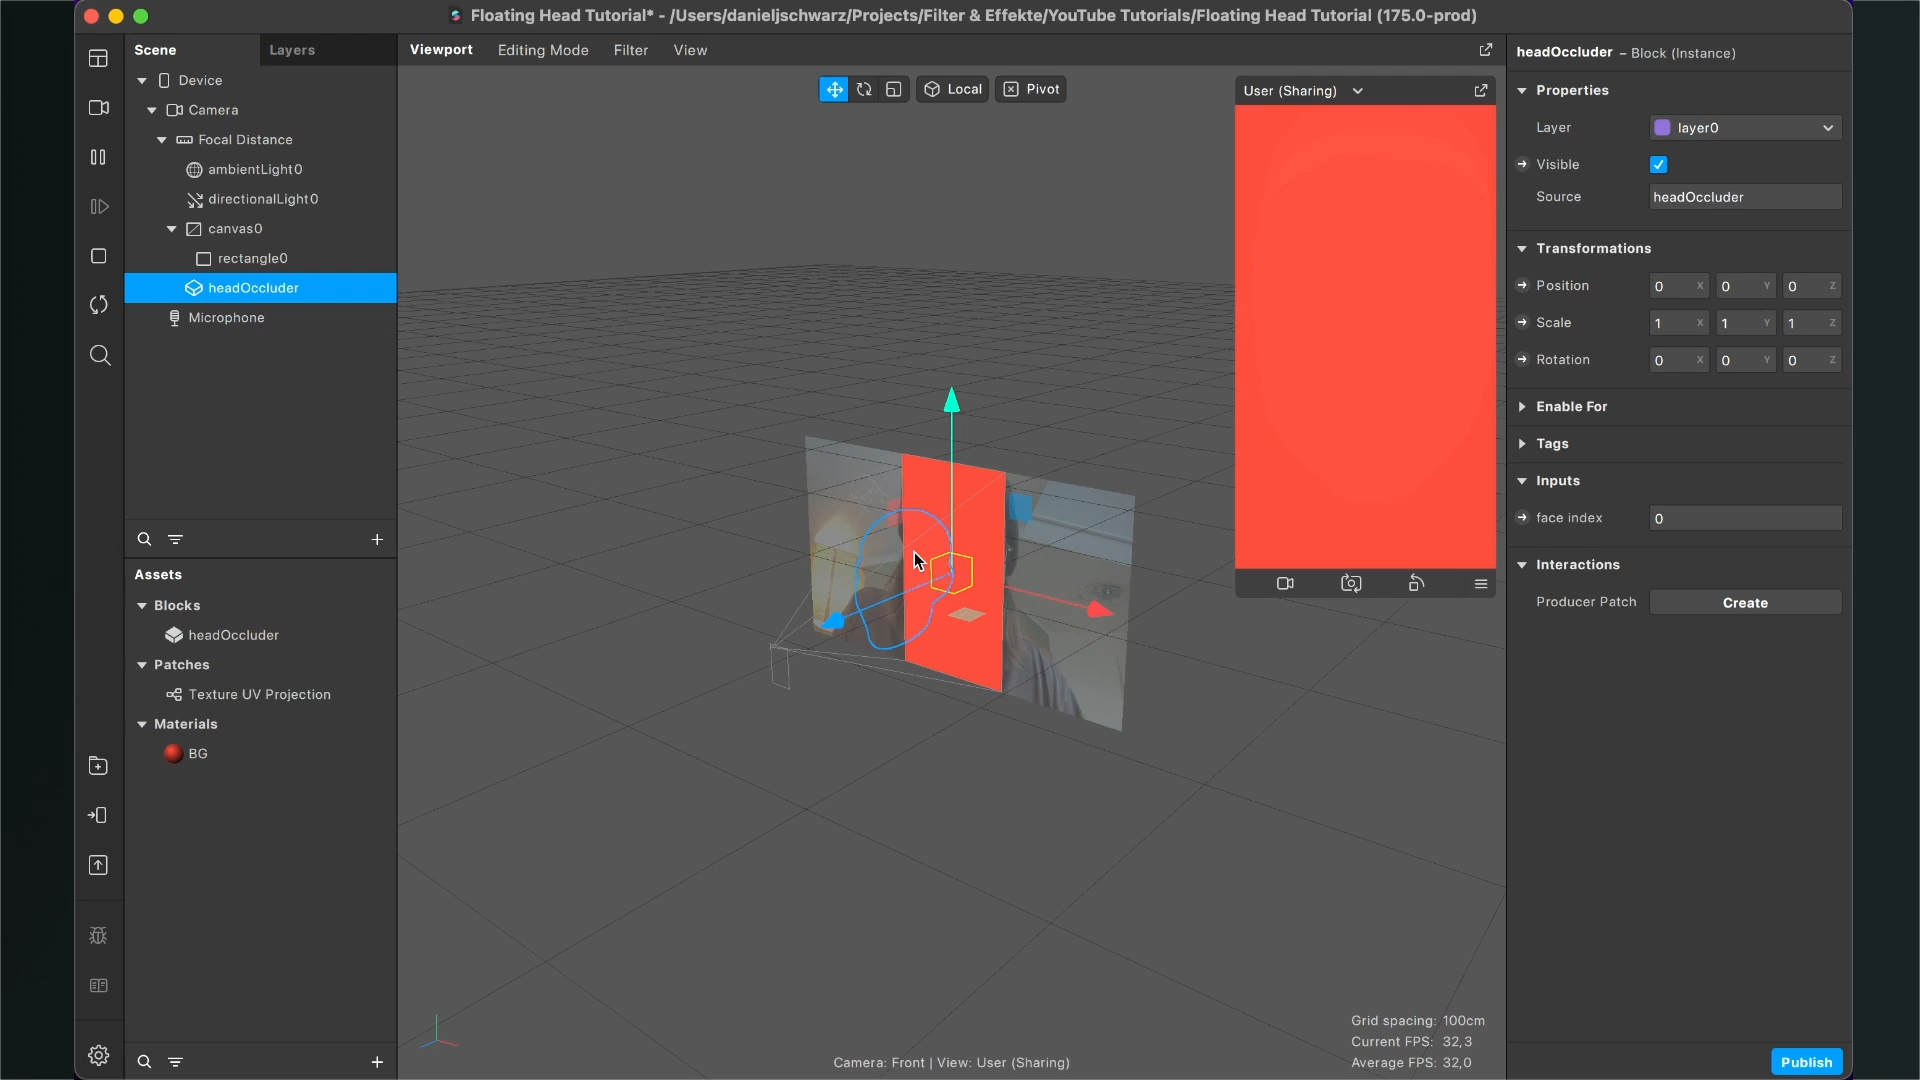 Floating Head Tutorial* - /Users/danieljschwarz/Projects/Filter & Effekte/YouTube Tutorials/Floating Head Tutorial (175.0-prod)
Scene
Layers
Device
Camera
Focal Distance
ambientLight0
directionalLight0
canvas0
rectangle0
headOccluder
Microphone
Assets
Blocks
headOccluder
Patches
Texture UV Projection
Materials
BG
Viewport
Editing Mode
Filter
View
Local
Pivot
User (Sharing)
Grid spacing: 100cm
Current FPS: 32,3
Average FPS: 32,0
Camera: Front | View: User (Sharing)
headOccluder – Block (Instance)
Properties
Layer layer0
Visible
Source headOccluder
Transformations
Position 0 X 0 Y 0 Z
Scale 1 X 1 Y 1 Z
Rotation 0 X 0 Y 0 Z
Enable For
Tags
Inputs
face index 0
Interactions
Producer Patch Create
Publish